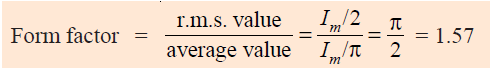 Form factor = r.m.s. value / average value = I_m/2 / I_m/π = π / 2 = 1.57